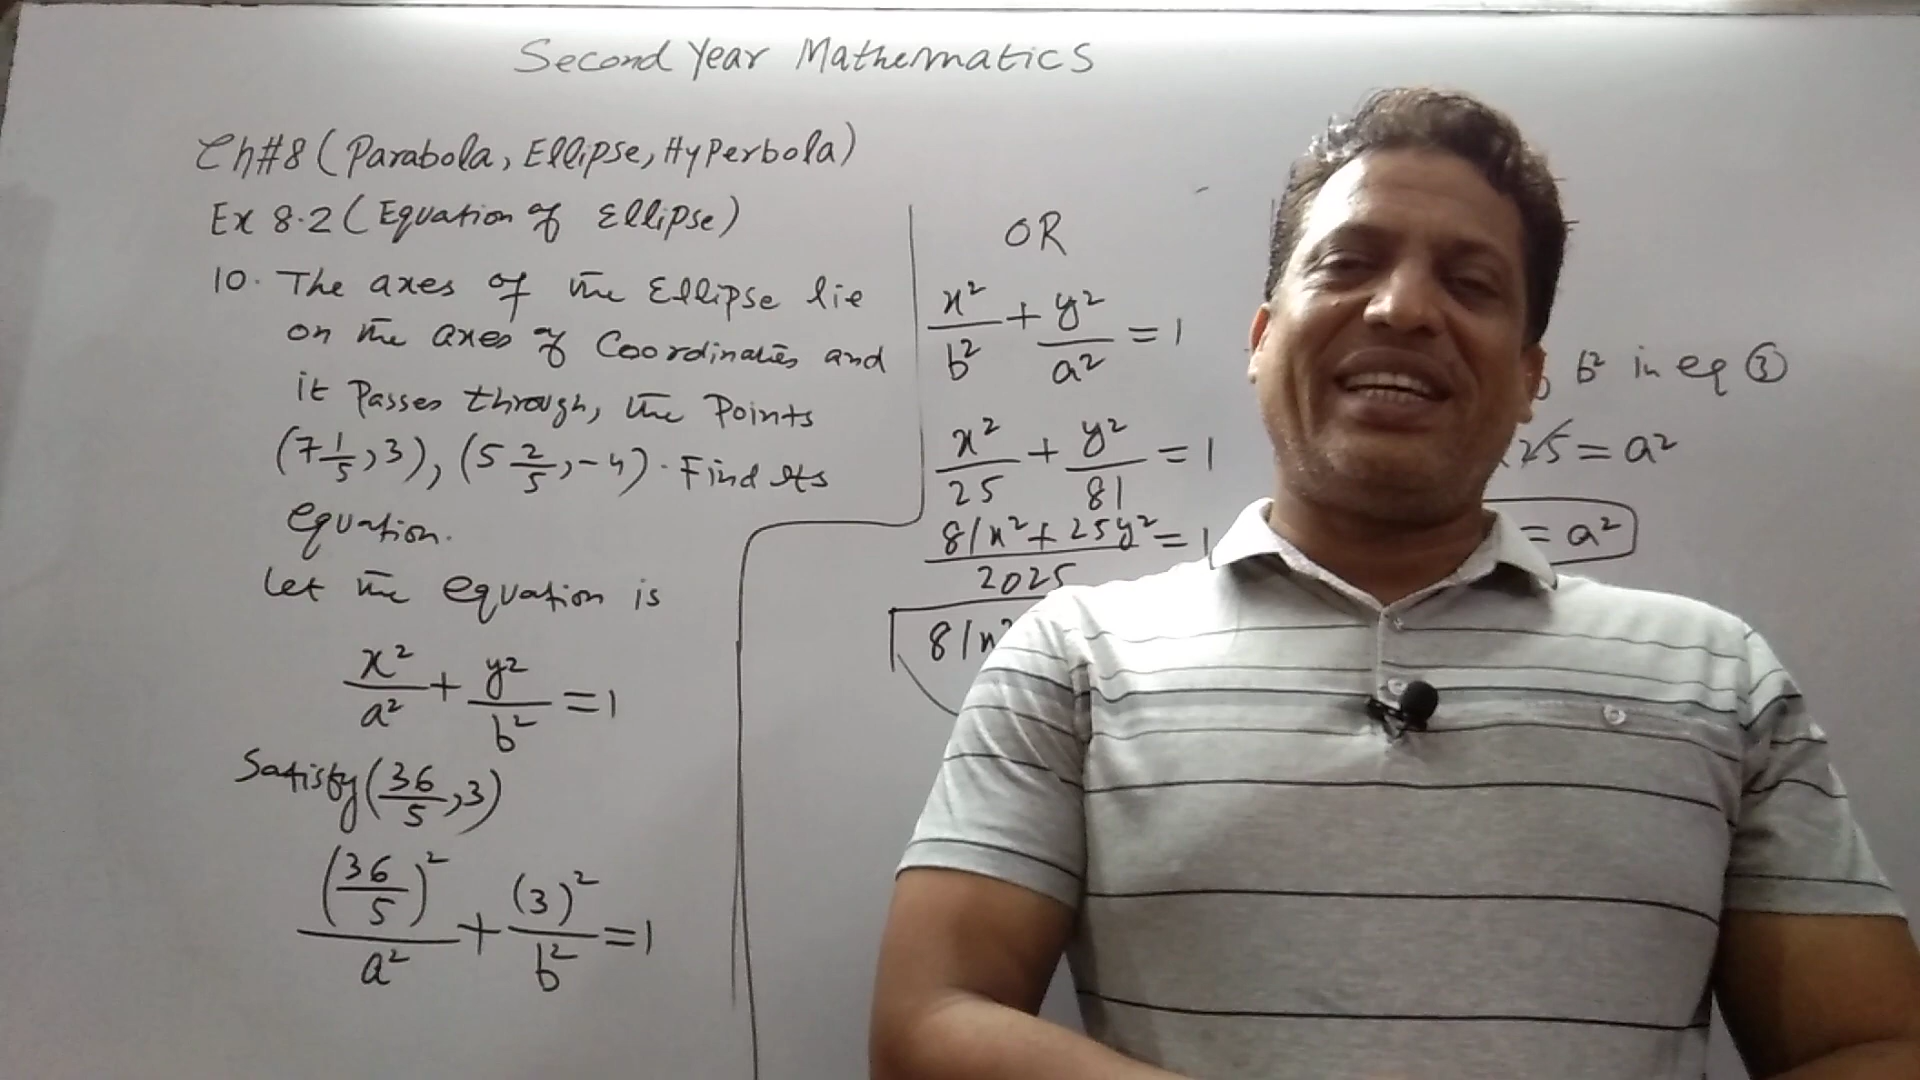 Second Year Mathematics
Ch#8 (Parabola, Ellipse, Hyperbola)
Ex 8.2 (Equation of Ellipse)
10. The axes of the Ellipse lie
on the axes of Coordinates and
it Passes through, the Points
(7 1/5, 3), (5 2/5, -4). Find its
equation.
Let the equation is
x²/a² + y²/b² = 1
Satisfy (36/5, 3)
(36/5)²/a² + (3)²/b² = 1
OR
x²/b² + y²/a² = 1
x²/25 + y²/81 = 1
81x² + 25y²/2025 = 1
81x²
b² in eq ③
25 = a²
= a²